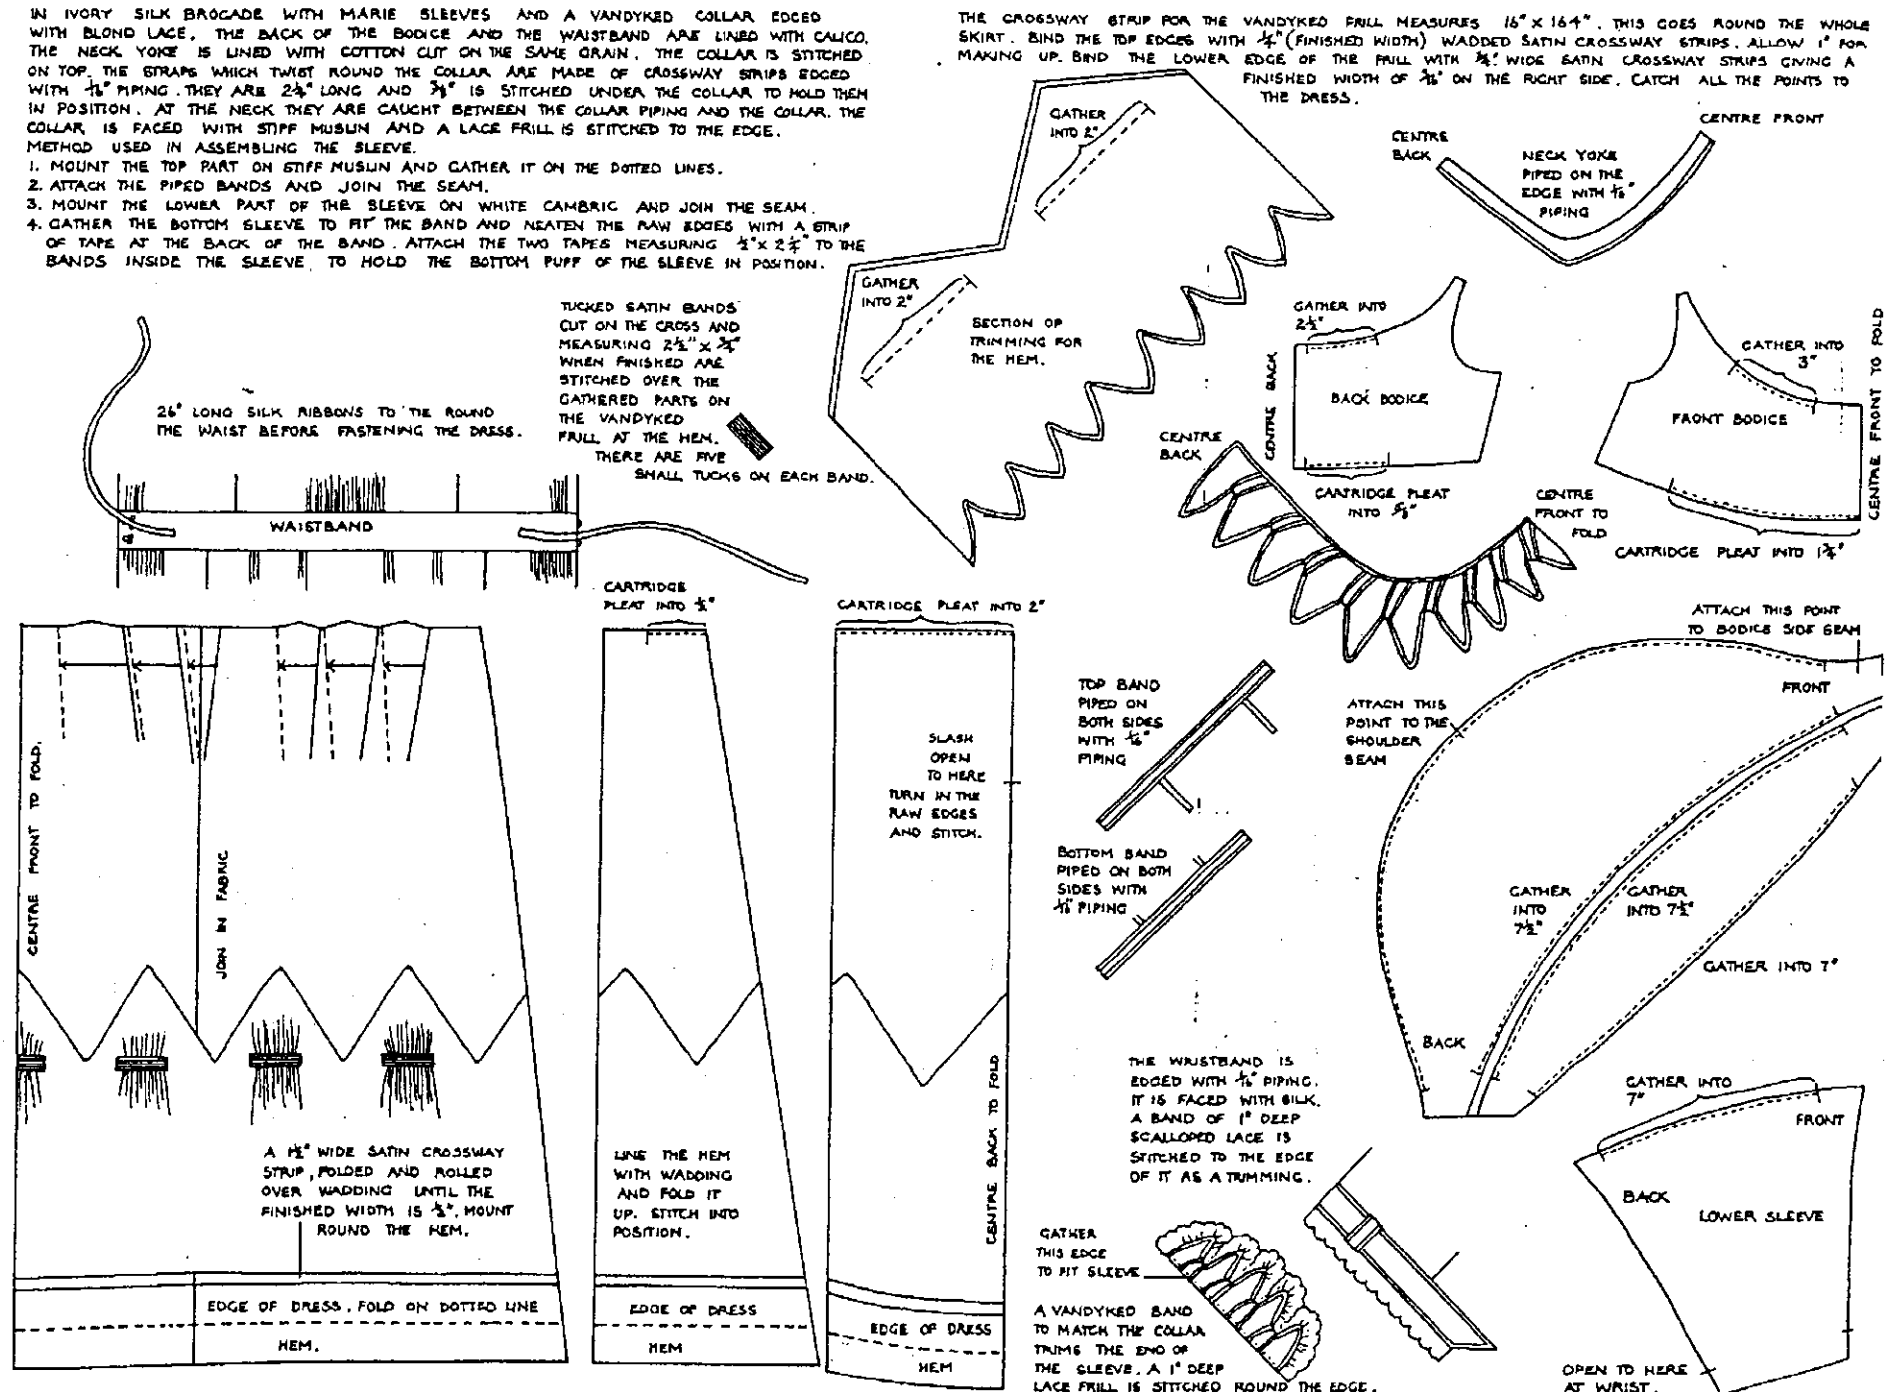 IN IVORY SILK BROCADE WITH MARIE SLEEVES AND A VANDYKED COLLAR EDGED
WITH BLOND LACE. THE BACK OF THE BODICE AND THE WAISTBAND ARE LINED WITH CALICO.
THE NECK YOKE IS LINED WITH COTTON CUT ON THE SAME GRAIN. THE COLLAR IS STITCHED
ON TOP. THE STRAPS WHICH TWIST ROUND THE COLLAR ARE MADE OF CROSSWAY STRIPS EDGED
WITH 1/16" PIPING. THEY ARE 2 1/4" LONG AND 3/4" IS STITCHED UNDER THE COLLAR TO HOLD THEM
IN POSITION. AT THE NECK THEY ARE CAUGHT BETWEEN THE COLLAR PIPING AND THE COLLAR. THE
COLLAR IS FACED WITH STIFF MUSLIN AND A LACE FRILL IS STITCHED TO THE EDGE.
METHOD USED IN ASSEMBLING THE SLEEVE.
1. MOUNT THE TOP PART ON STIFF MUSLIN AND GATHER IT ON THE DOTTED LINES.
2. ATTACH THE PIPED BANDS AND JOIN THE SEAM.
3. MOUNT THE LOWER PART OF THE SLEEVE ON WHITE CAMBRIC AND JOIN THE SEAM.
4. GATHER THE BOTTOM SLEEVE TO FIT THE BAND AND NEATEN THE RAW EDGES WITH A STRIP
OF TAPE AT THE BACK OF THE BAND. ATTACH THE TWO TAPES MEASURING 1/2" X 2 1/4" TO THE
BANDS INSIDE THE SLEEVE TO HOLD THE BOTTOM PUFF OF THE SLEEVE IN POSITION.
THE CROSSWAY STRIP FOR THE VANDYKED FRILL MEASURES 16" X 164". THIS GOES ROUND THE WHOLE
SKIRT. BIND THE TOP EDGES WITH 1/4" (FINISHED WIDTH) WADDED SATIN CROSSWAY STRIPS. ALLOW 1" FOR
MAKING UP. BIND THE LOWER EDGE OF THE FRILL WITH 3/4" WIDE SATIN CROSSWAY STRIPS GIVING A
FINISHED WIDTH OF ON THE RIGHT SIDE. CATCH ALL THE POINTS TO
THE DRESS.
GATHER
INTO 2"
GATHER
INTO 2"
SECTION OF
TRIMMING FOR
THE HEM.
CENTRE
BACK
CENTRE FRONT
NECK YOKE
PIPED ON THE
EDGE WITH 1/16"
PIPING
TUCKED SATIN BANDS
CUT ON THE CROSS AND
MEASURING 2 1/2" X 3/4"
WHEN FINISHED ARE
STITCHED OVER THE
GATHERED PARTS ON
THE VANDYKED
FRILL AT THE HEM.
THERE ARE FIVE
SMALL TUCKS ON EACH BAND.
26" LONG SILK RIBBONS TO TIE ROUND
THE WAIST BEFORE FASTENING THE DRESS.
WAISTBAND
GATHER INTO
2 1/2"
CENTRE BACK
BACK BODICE
CARTRIDGE PLEAT
INTO 5/8"
GATHER INTO
3"
FRONT BODICE
CENTRE FRONT TO FOLD
CARTRIDGE PLEAT INTO 1 3/4"
CENTRE
BACK
CENTRE
FRONT TO
FOLD
CENTRE FRONT TO FOLD.
JOIN IN FABRIC
CARTRIDGE
PLEAT INTO 1/2"
CARTRIDGE PLEAT INTO 2"
SLASH
OPEN
TO HERE
TURN IN THE
RAW EDGES
AND STITCH.
CENTRE BACK TO FOLD
TOP BAND
PIPED ON
BOTH SIDES
WITH 1/16"
PIPING
BOTTOM BAND
PIPED ON BOTH
SIDES WITH
1/16" PIPING
ATTACH THIS POINT
TO BODICE SIDE SEAM
FRONT
ATTACH THIS
POINT TO THE
SHOULDER
SEAM
GATHER
INTO
7 1/2"
GATHER
INTO 7 1/2"
GATHER INTO 7"
BACK
A 1 1/2" WIDE SATIN CROSSWAY
STRIP, FOLDED AND ROLLED
OVER WADDING UNTIL THE
FINISHED WIDTH IS 1/2". MOUNT
ROUND THE HEM.
LINE THE HEM
WITH WADDING
AND FOLD IT
UP. STITCH INTO
POSITION.
EDGE OF DRESS. FOLD ON DOTTED LINE
HEM.
EDGE OF DRESS
HEM
EDGE OF DRESS
HEM
THE WRISTBAND IS
EDGED WITH 1/16" PIPING.
IT IS FACED WITH SILK.
A BAND OF 1" DEEP
SCALLOPED LACE IS
STITCHED TO THE EDGE
OF IT AS A TRIMMING.
GATHER
THIS EDGE
TO FIT SLEEVE
A VANDYKED BAND
TO MATCH THE COLLAR
TRIMS THE END OF
THE SLEEVE. A 1" DEEP
LACE FRILL IS STITCHED ROUND THE EDGE.
GATHER INTO
7"
FRONT
BACK
LOWER SLEEVE
OPEN TO HERE
AT WRIST.